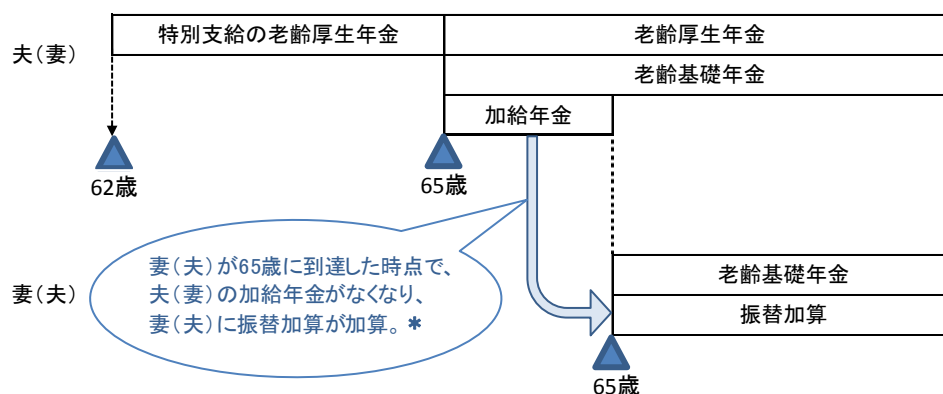 特別支給の老齢厚生年金
老齢厚生年金
夫(妻)
老齢基礎年金
加給年金
62歳
65歳
妻(夫)が65歳に到達した時点で、
夫(妻)の加給年金がなくなり、
妻(夫)に振替加算が加算。*
妻(夫)
老齢基礎年金
振替加算
65歳